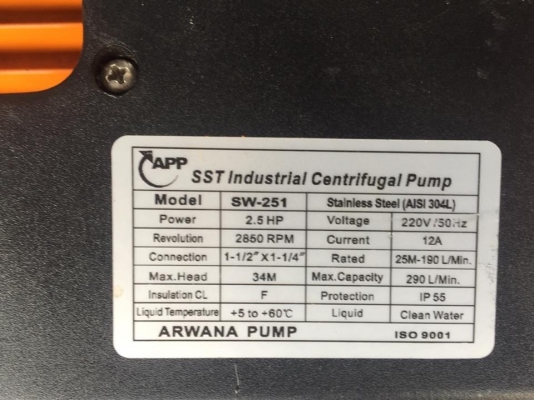 APP
SST Industrial Centrifugal Pump
Model SW-251 Stainless Steel (AISI 304L)
Power 2.5 HP Voltage 220V/50Hz
Revolution 2850 RPM Current 12A
Connection 1-1/2" X1-1/4" Rated 25M-190 L/Min.
Max.Head 34M Max.Capacity 290 L/Min.
Insulation CL F Protection IP 55
Liquid Temperature +5 to +60℃ Liquid Clean Water
ARWANA PUMP ISO 9001